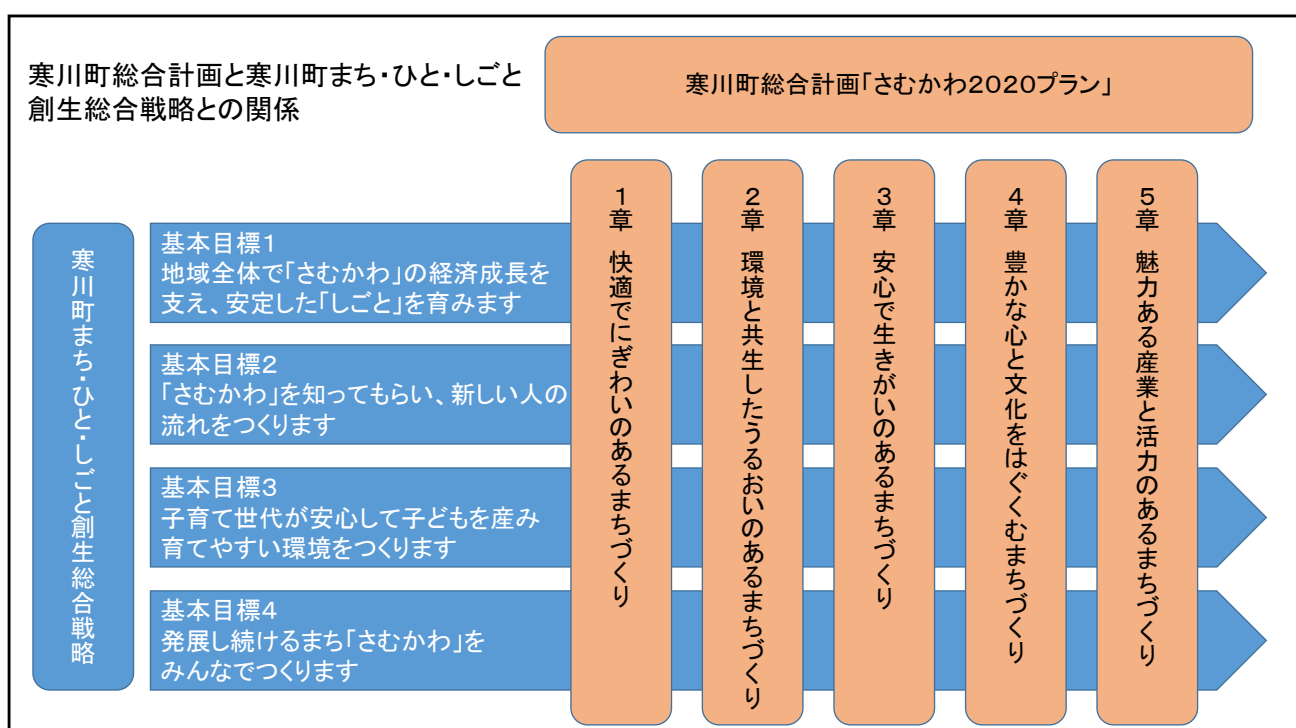 寒川町総合計画と寒川町まち・ひと・しごと
創生総合戦略との関係
寒川町総合計画「さむかわ2020プラン」
1章 快適でにぎわいのあるまちづくり
2章 環境と共生したうるおいのあるまちづくり
3章 安心で生きがいのあるまちづくり
4章 豊かな心と文化をはぐくむまちづくり
5章 魅力ある産業と活力のあるまちづくり
寒川町まち・ひと・しごと創生総合戦略
基本目標1
地域全体で「さむかわ」の経済成長を
支え、安定した「しごと」を育みます
基本目標2
「さむかわ」を知ってもらい、新しい人の
流れをつくります
基本目標3
子育て世代が安心して子どもを産み
育てやすい環境をつくります
基本目標4
発展し続けるまち「さむかわ」を
みんなでつくります